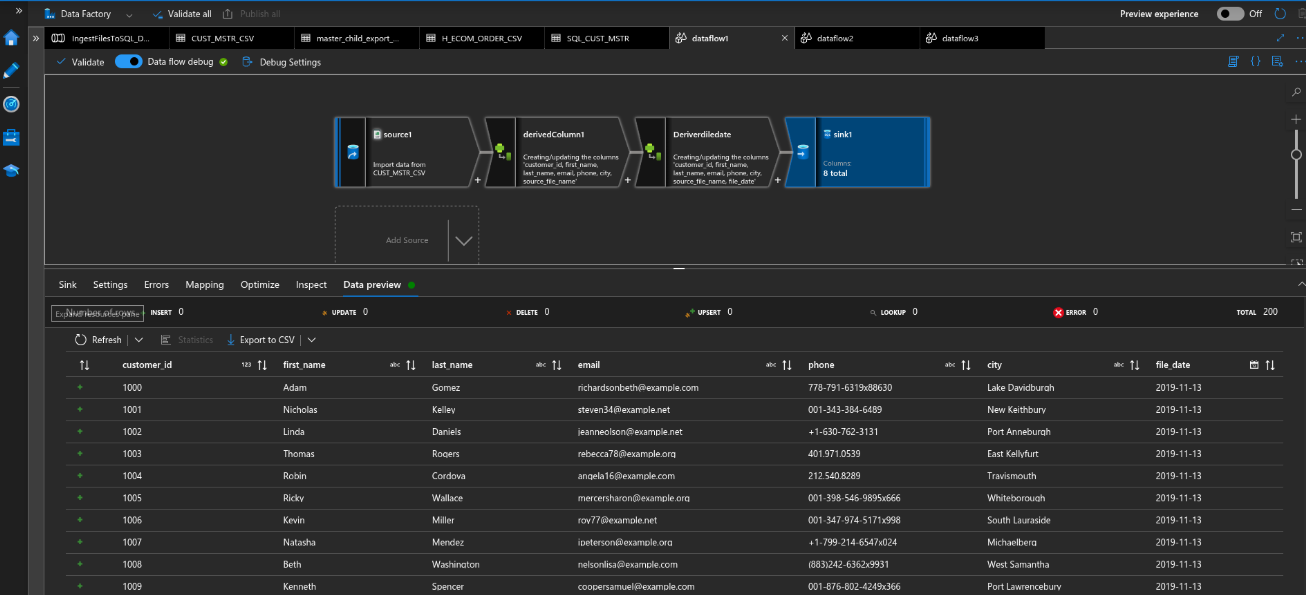 » Data Factory Validate all Publish all Preview experience Off
» IngestFilesToSQL_D... CUST_MSTR_CSV master_child_export_... H_ECOM_ORDER_CSV SQL_CUST_MSTR dataflow1 × dataflow2 dataflow3
Validate Data flow debug Debug Settings {} ...
source1
Import data from
CUST_MSTR_CSV
+
derivedColumn1
Creating/updating the columns
'customer_id, first_name,
last_name, email, phone, city,
source_file_name'
+
Deriverdiledate
Creating/updating the columns
'customer_id, first_name,
last_name, email, phone, city,
source_file_name, file_date'
+
sink1
Columns
8 total
Add Source
Sink Settings Errors Mapping Optimize Inspect Data preview
Number of rows Expand resources pane + INSERT 0 UPDATE 0 × DELETE 0 UPSERT 0 LOOKUP 0 ERROR 0 TOTAL 200
Refresh Statistics Export to CSV
customer_id 123 first_name abc last_name abc email abc phone abc city abc file_date
+ 1000 Adam Gomez richardsonbeth@example.com 778-791-6319x88630 Lake Davidburgh 2019-11-13
+ 1001 Nicholas Kelley steven34@example.net 001-343-384-6489 New Keithbury 2019-11-13
+ 1002 Linda Daniels jeanneolson@example.net +1-630-762-3131 Port Anneburgh 2019-11-13
+ 1003 Thomas Rogers rebecca78@example.org 401.971.0539 East Kellyfurt 2019-11-13
+ 1004 Robin Cordova angela16@example.com 212.540.8289 Travismouth 2019-11-13
+ 1005 Ricky Wallace mercersharon@example.org 001-398-546-9895x666 Whiteborough 2019-11-13
+ 1006 Kevin Miller roy77@example.net 001-347-974-5171x998 South Lauraside 2019-11-13
+ 1007 Natasha Mendez ipeterson@example.org +1-799-214-6547x024 Michaelberg 2019-11-13
+ 1008 Beth Washington nelsonlisa@example.com (883)242-6362x9931 West Samantha 2019-11-13
+ 1009 Kenneth Spencer coopersamuel@example.com 001-876-802-4249x366 Port Lawrencebury 2019-11-13